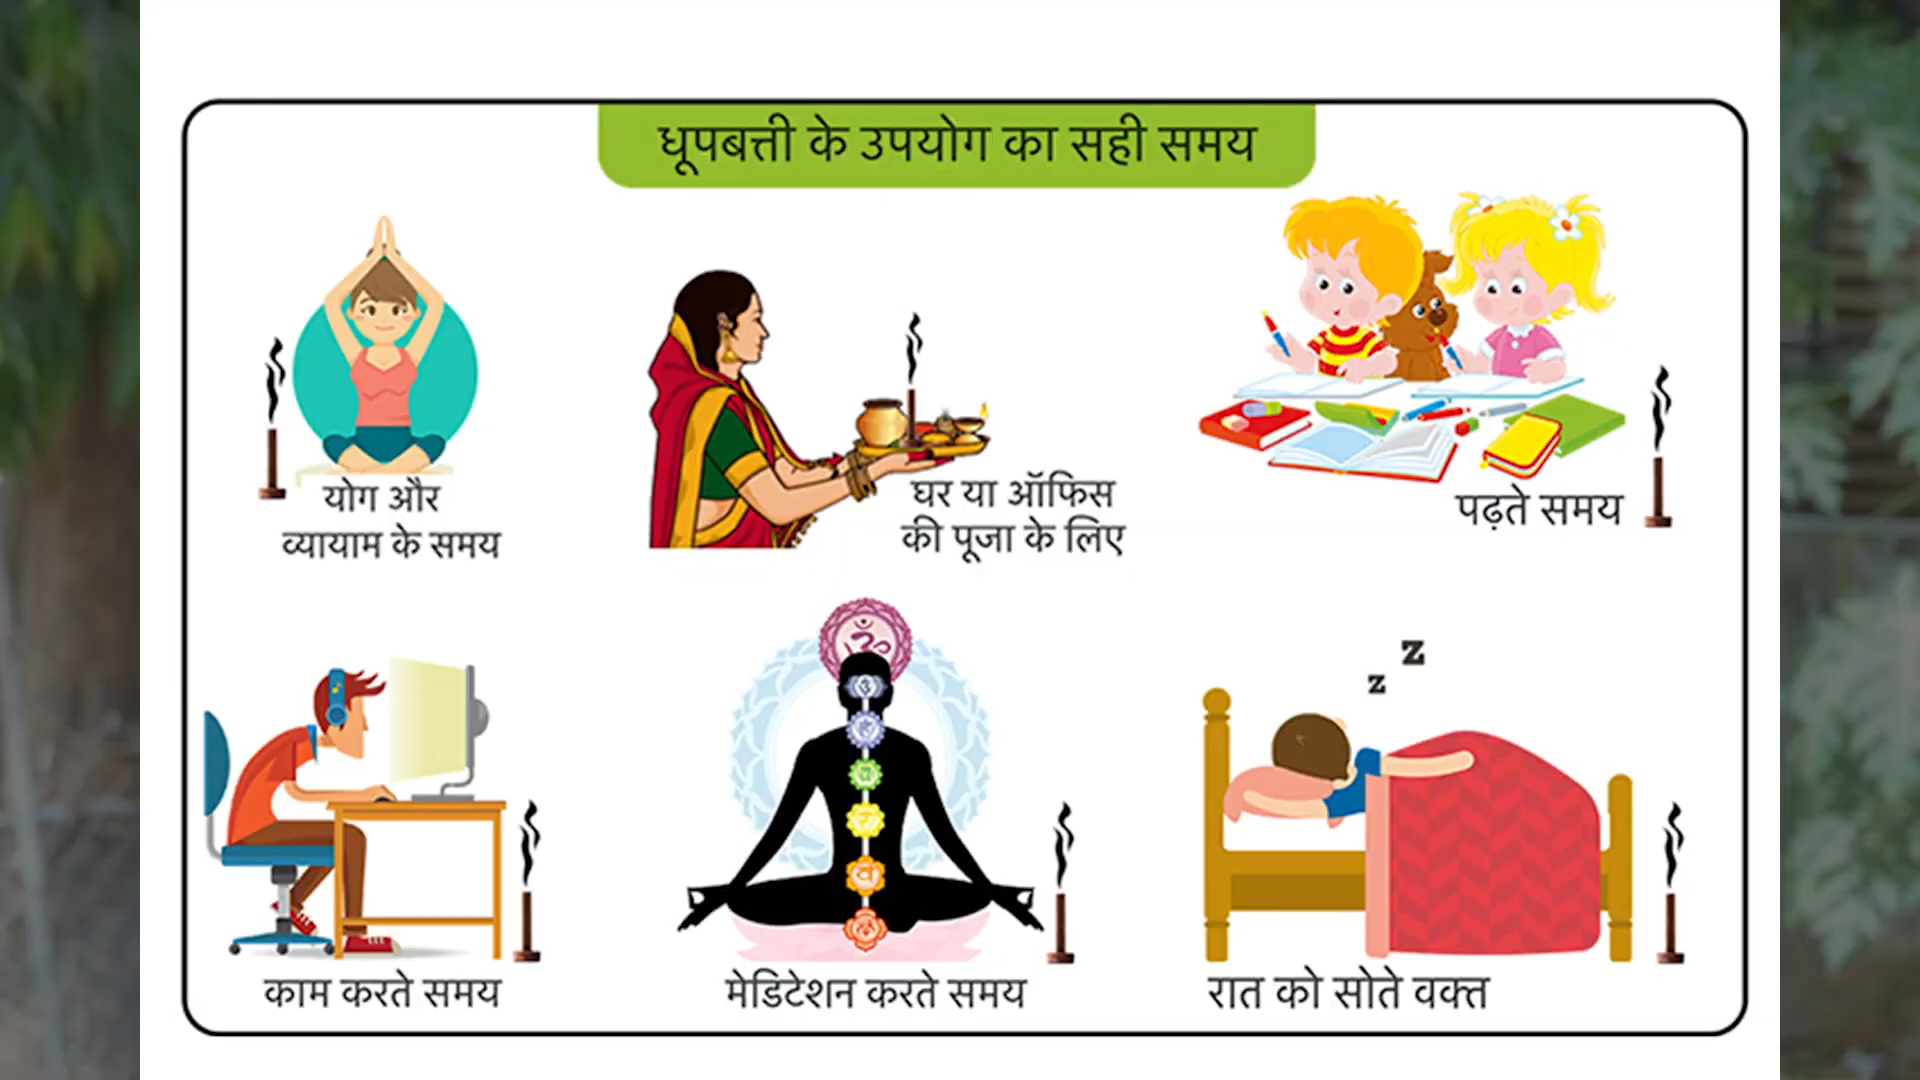 धूपबत्ती के उपयोग का सही समय
योग और
व्यायाम के समय
घर या ऑफिस
की पूजा के लिए
पढ़ते समय
z
z
काम करते समय
मेडिटेशन करते समय
रात को सोते वक्त